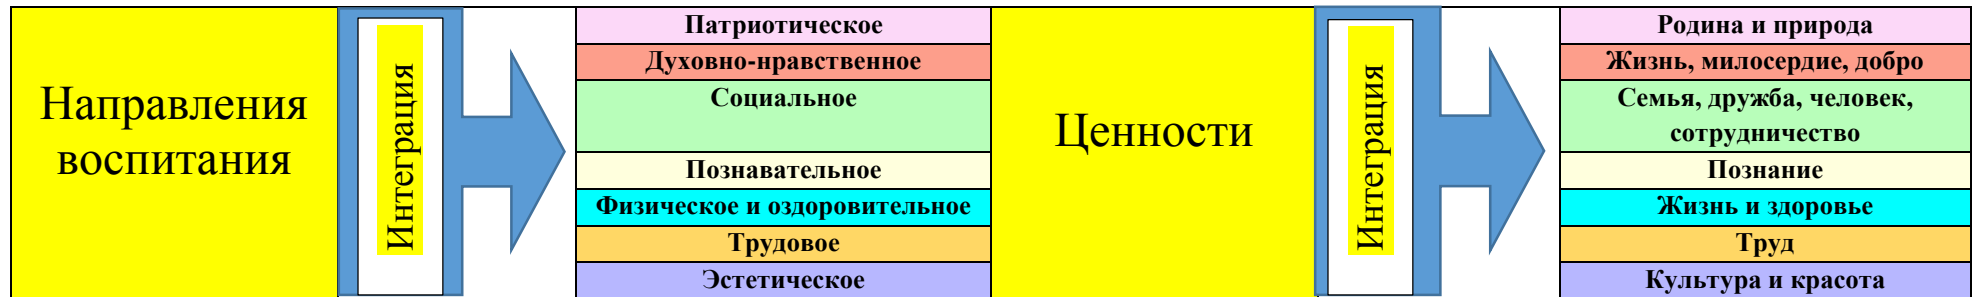 Направления
воспитания
Интеграция
Патриотическое
Духовно-нравственное
Социальное
Познавательное
Физическое и оздоровительное
Трудовое
Эстетическое
Ценности
Интеграция
Родина и природа
Жизнь, милосердие, добро
Семья, дружба, человек,
сотрудничество
Познание
Жизнь и здоровье
Труд
Культура и красота